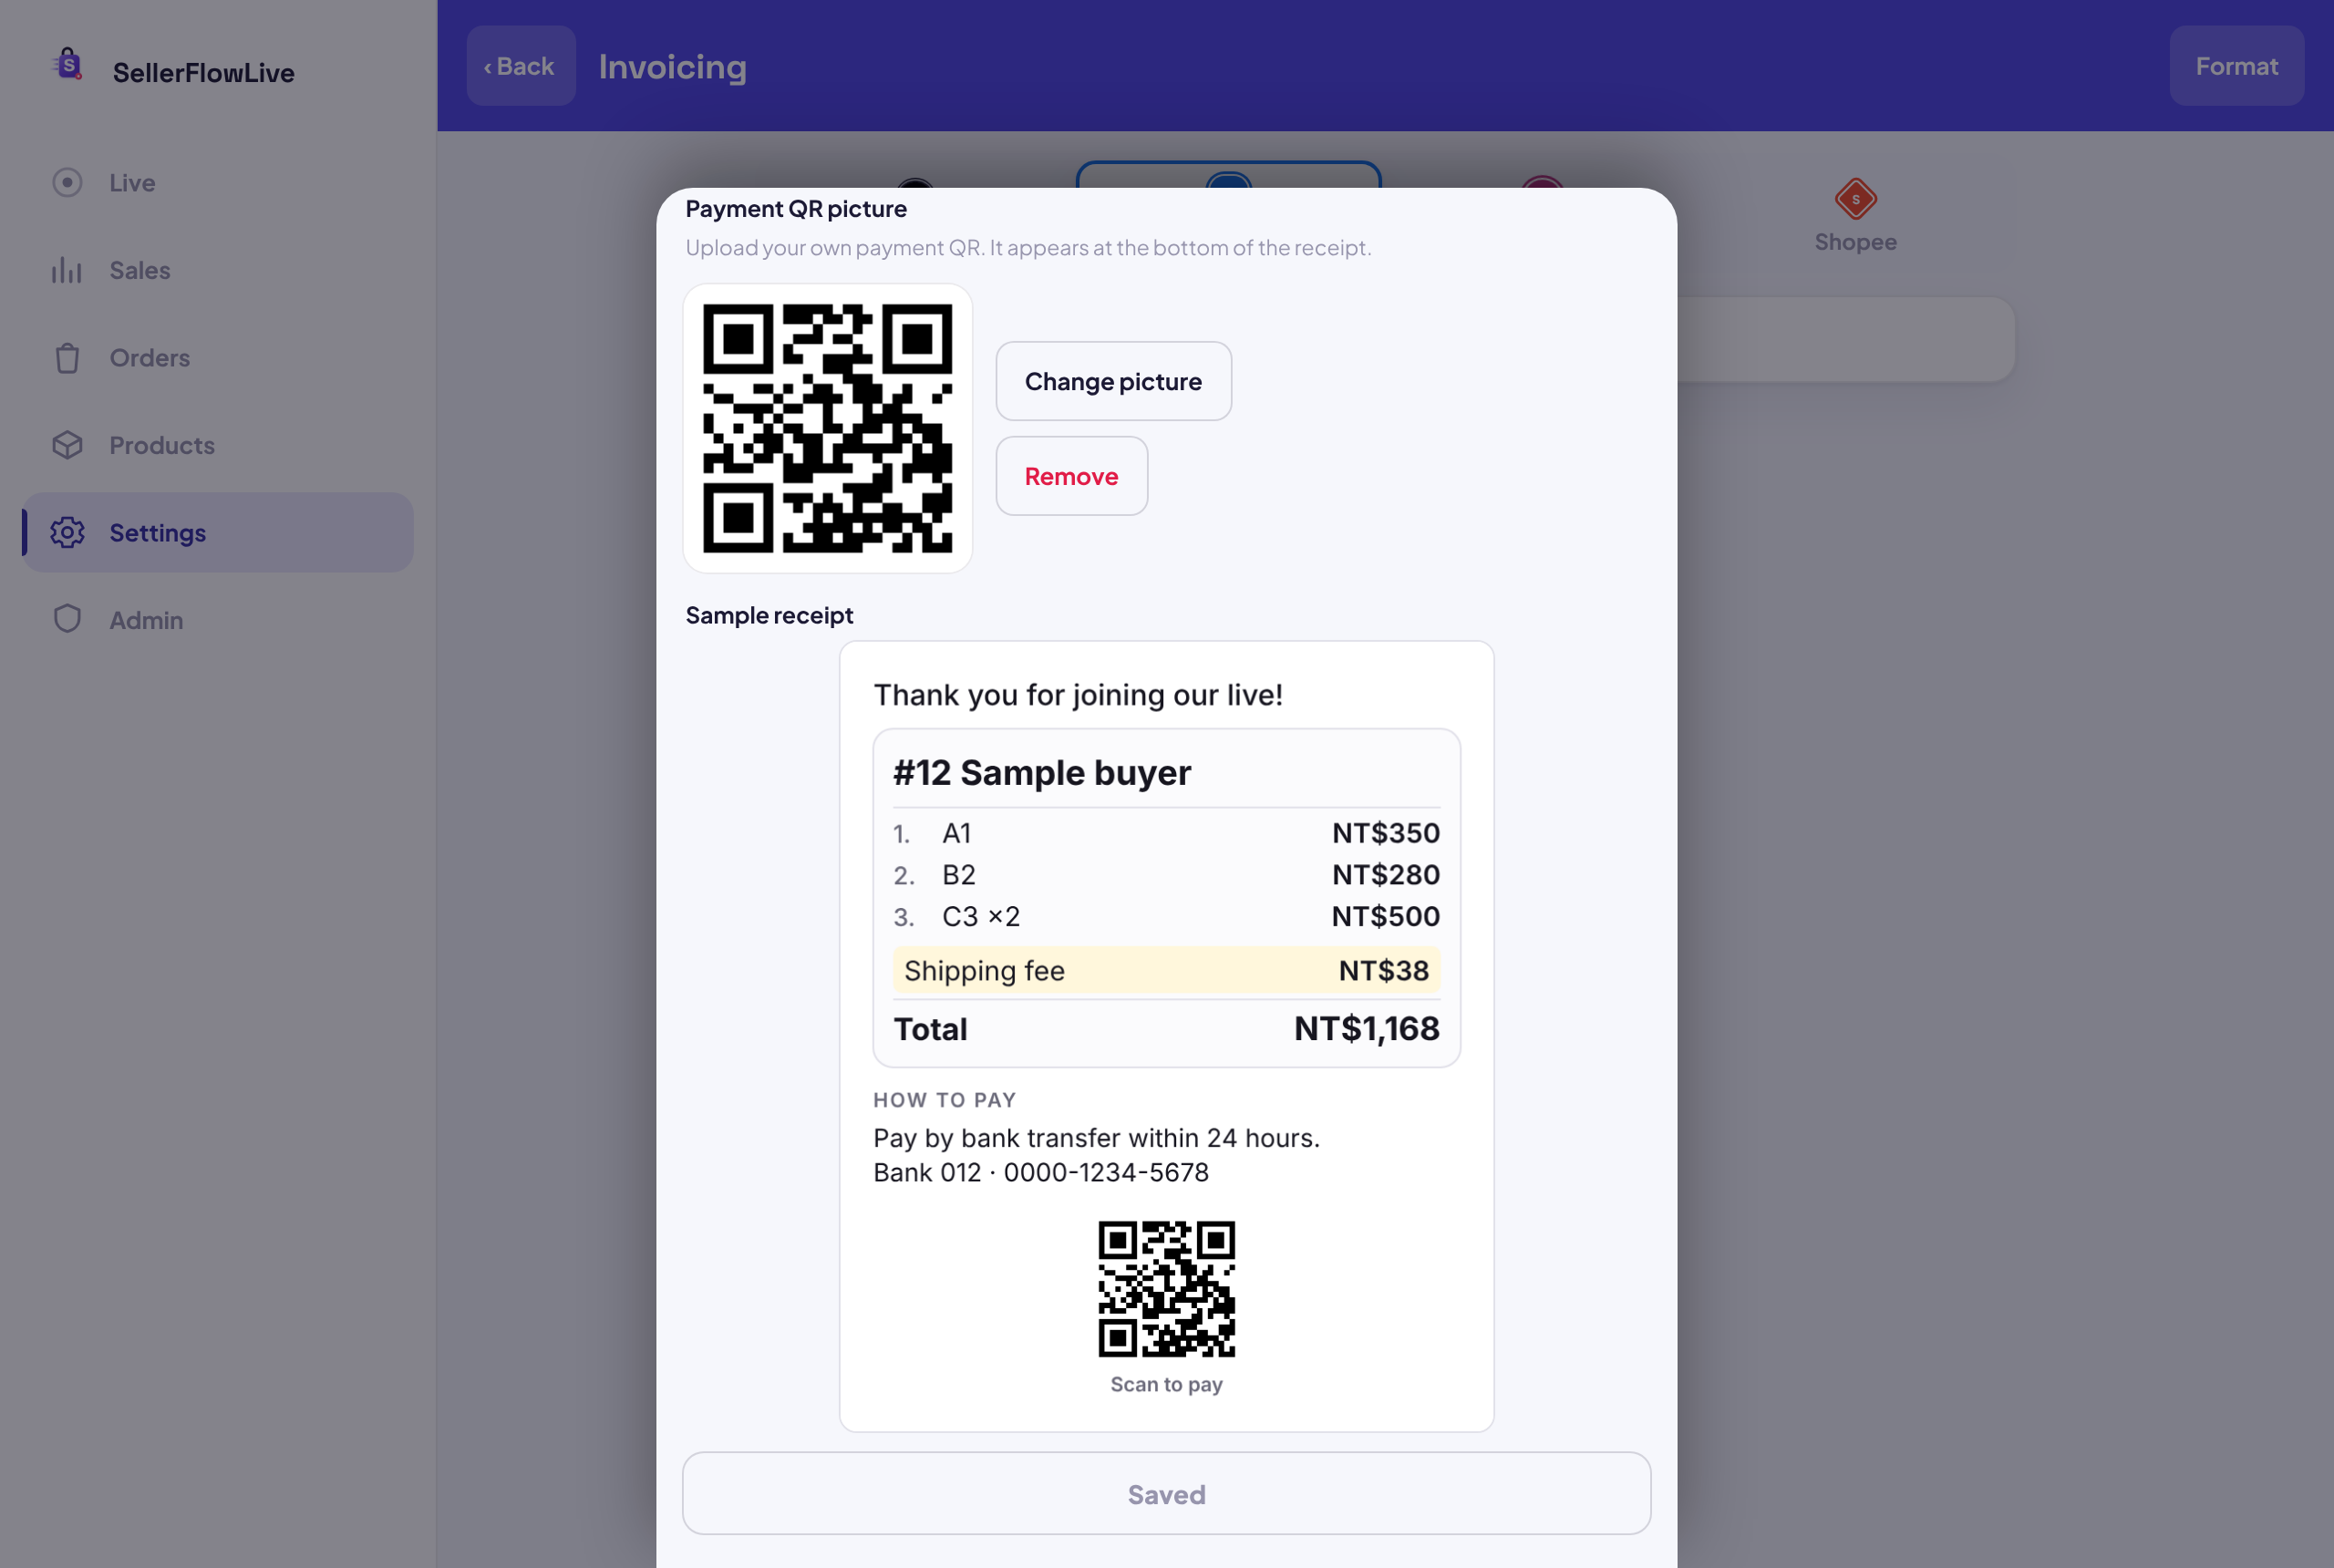 SellerFlowLive
Live
Sales
Orders
Products
Settings
Admin
‹ Back
Invoicing
Format
Shopee
Payment QR picture
Upload your own payment QR. It appears at the bottom of the receipt.
Change picture
Remove
Sample receipt
Thank you for joining our live!
#12 Sample buyer
1. A1 NT$350
2. B2 NT$280
3. C3 ×2 NT$500
Shipping fee NT$38
Total NT$1,168
HOW TO PAY
Pay by bank transfer within 24 hours.
Bank 012 · 0000-1234-5678
Scan to pay
Saved